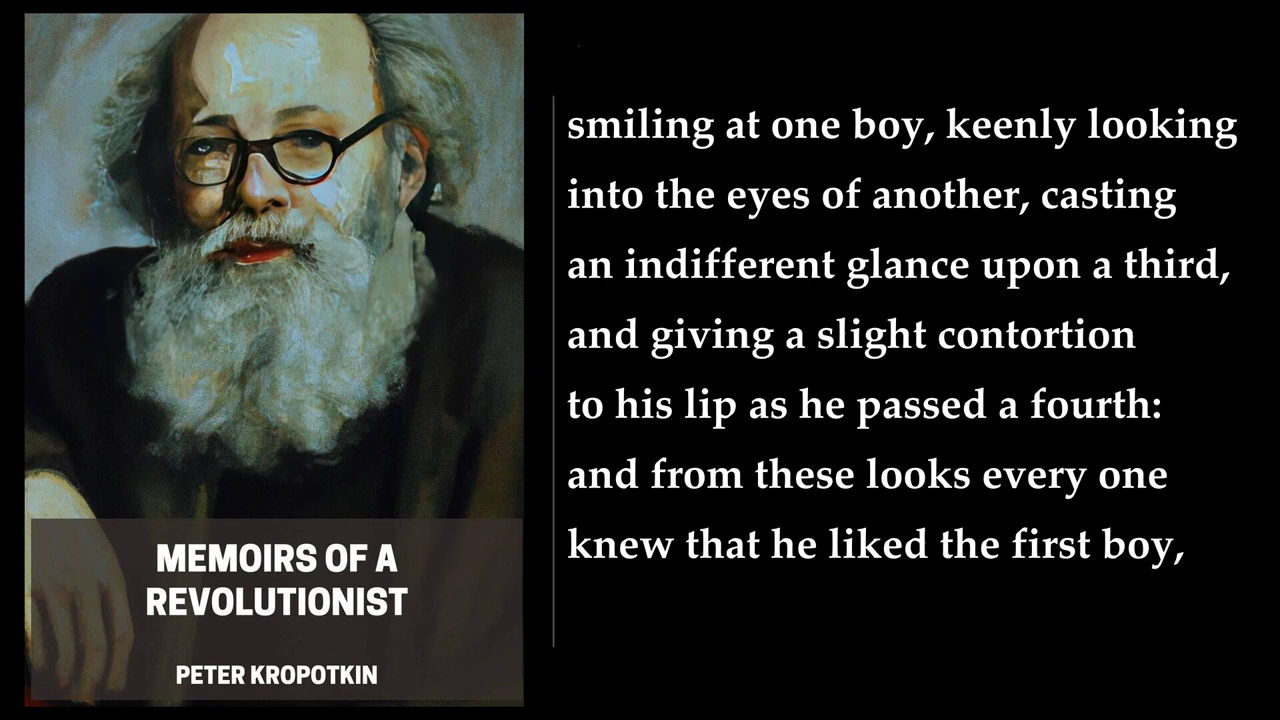 MEMOIRS OF A
REVOLUTIONIST
PETER KROPOTKIN
smiling at one boy, keenly looking
into the eyes of another, casting
an indifferent glance upon a third,
and giving a slight contortion
to his lip as he passed a fourth:
and from these looks every one
knew that he liked the first boy,